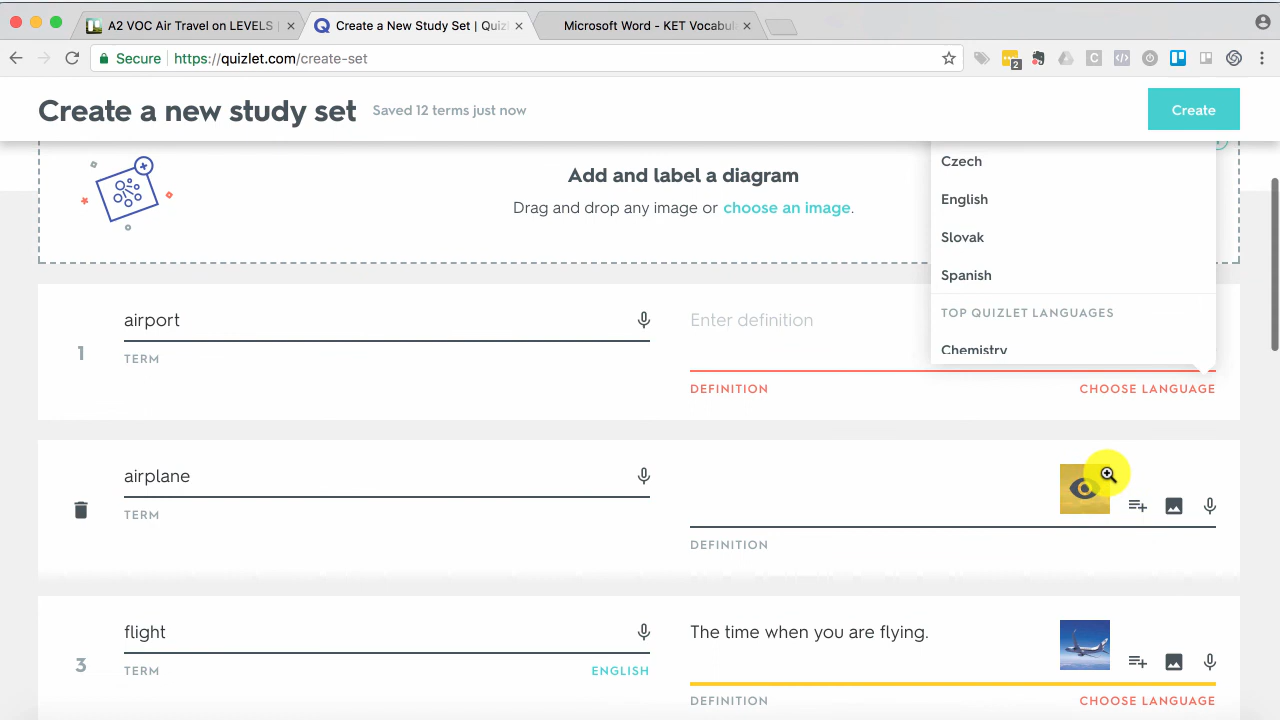 A2 VOC Air Travel on LEVELS |
Create a New Study Set | Quizl
Microsoft Word - KET Vocabul
Secure
https://quizlet.com/create-set
2
Create a new study set
Saved 12 terms just now
Create
Add and label a diagram
Drag and drop any image or choose an image.
Czech
English
Slovak
Spanish
TOP QUIZLET LANGUAGES
Chemistry
1
airport
TERM
Enter definition
DEFINITION
CHOOSE LANGUAGE
airplane
TERM
DEFINITION
3
flight
TERM
ENGLISH
The time when you are flying.
DEFINITION
CHOOSE LANGUAGE